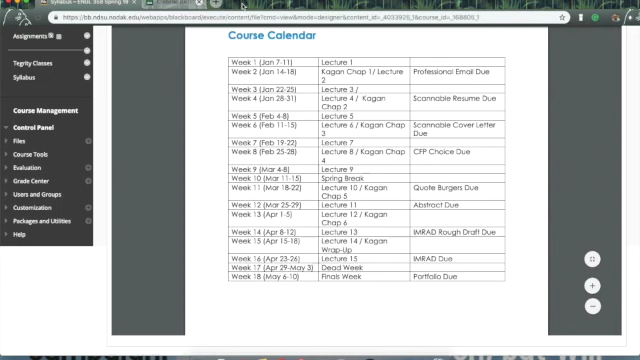 Syllabus - ENGL 358 Spring 19
https://bb.ndsu.nodak.edu/webapps/blackboard/execute/content/file?cmd=view&mode=designer&content_id=_4033926_1&course_id=_168806_1
Assignments
Tegrity Classes
Syllabus
Course Management
Control Panel
Files
Course Tools
Evaluation
Grade Center
Users and Groups
Customization
Packages and Utilities
Help
Course Calendar
Week 1 (Jan 7-11) Lecture 1
Week 2 (Jan 14-18) Kagan Chap 1/ Lecture Professional Email Due
2
Week 3 (Jan 22-25) Lecture 3 /
Week 4 (Jan 28-31) Lecture 4 / Kagan Scannable Resume Due
Chap 2
Week 5 (Feb 4-8) Lecture 5
Week 6 (Feb 11-15) Lecture 6 / Kagan Chap Scannable Cover Letter
3 Due
Week 7 (Feb 19-22) Lecture 7
Week 8 (Feb 25-28) Lecture 8 / Kagan Chap CFP Choice Due
4
Week 9 (Mar 4-8) Lecture 9
Week 10 (Mar 11-15) Spring Break
Week 11 (Mar 18-22) Lecture 10 / Kagan Quote Burgers Due
Chap 5
Week 12 (Mar 25-29) Lecture 11 Abstract Due
Week 13 (Apr 1-5) Lecture 12 / Kagan
Chap 6
Week 14 (Apr 8-12) Lecture 13 IMRAD Rough Draft Due
Week 15 (Apr 15-18) Lecture 14 / Kagan
Wrap-Up
Week 16 (Apr 23-26) Lecture 15 IMRAD Due
Week 17 (Apr 29-May 3) Dead Week
Week 18 (May 6-10) Finals Week Portfolio Due